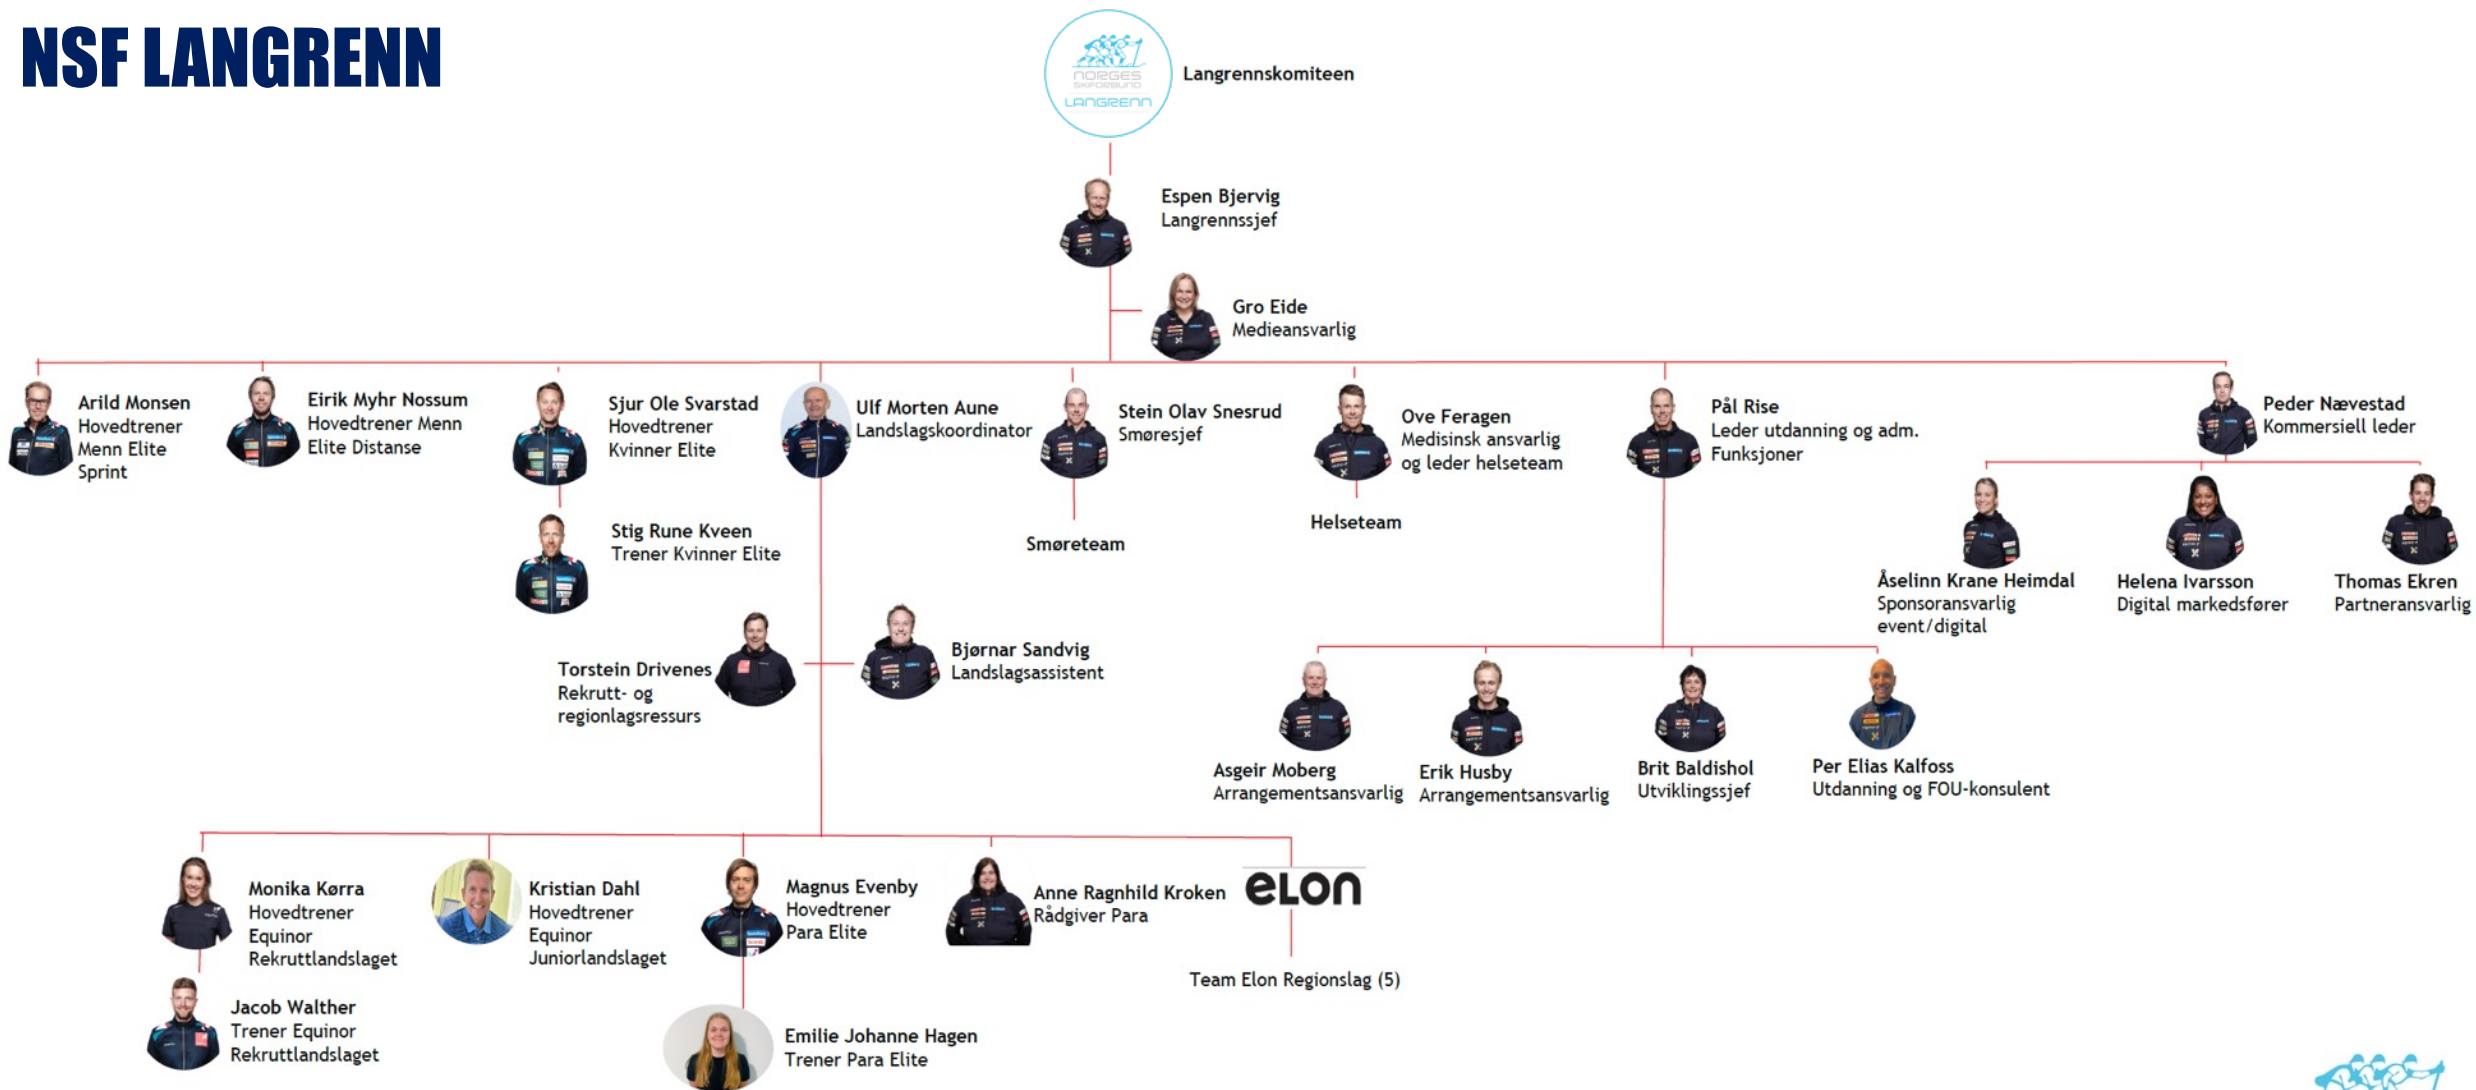 NSF LANGRENN
NORGES
SKIFORBUND
LANGRENN
Langrennskomiteen
Espen Bjervig
Langrennssjef
Gro Eide
Medieansvarlig
Arild Monsen
Hovedtrener
Menn Elite
Sprint
Eirik Myhr Nossum
Hovedtrener Menn
Elite Distanse
Sjur Ole Svarstad
Hovedtrener
Kvinner Elite
Ulf Morten Aune
Landslagskoordinator
Stein Olav Snesrud
Smøresjef
Ove Feragen
Medisinsk ansvarlig
og leder helseteam
Pål Rise
Leder utdanning og adm.
Funksjoner
Peder Nævestad
Kommersiell leder
Stig Rune Kveen
Trener Kvinner Elite
Smøreteam
Helseteam
Åselinn Krane Heimdal
Sponsoransvarlig
event/digital
Helena Ivarsson
Digital markedsfører
Thomas Ekren
Partneransvarlig
Torstein Drivenes
Rekrutt- og
regionlagsressurs
Bjørnar Sandvig
Landslagsassistent
Asgeir Moberg
Arrangementsansvarlig
Erik Husby
Arrangementsansvarlig
Brit Baldishol
Utviklingssjef
Per Elias Kalfoss
Utdanning og FOU-konsulent
Monika Kørra
Hovedtrener
Equinor
Rekruttlandslaget
Kristian Dahl
Hovedtrener
Equinor
Juniorlandslaget
Magnus Evenby
Hovedtrener
Para Elite
Anne Ragnhild Kroken
Rådgiver Para
eLON
Team Elon Regionslag (5)
Jacob Walther
Trener Equinor
Rekruttlandslaget
Emilie Johanne Hagen
Trener Para Elite